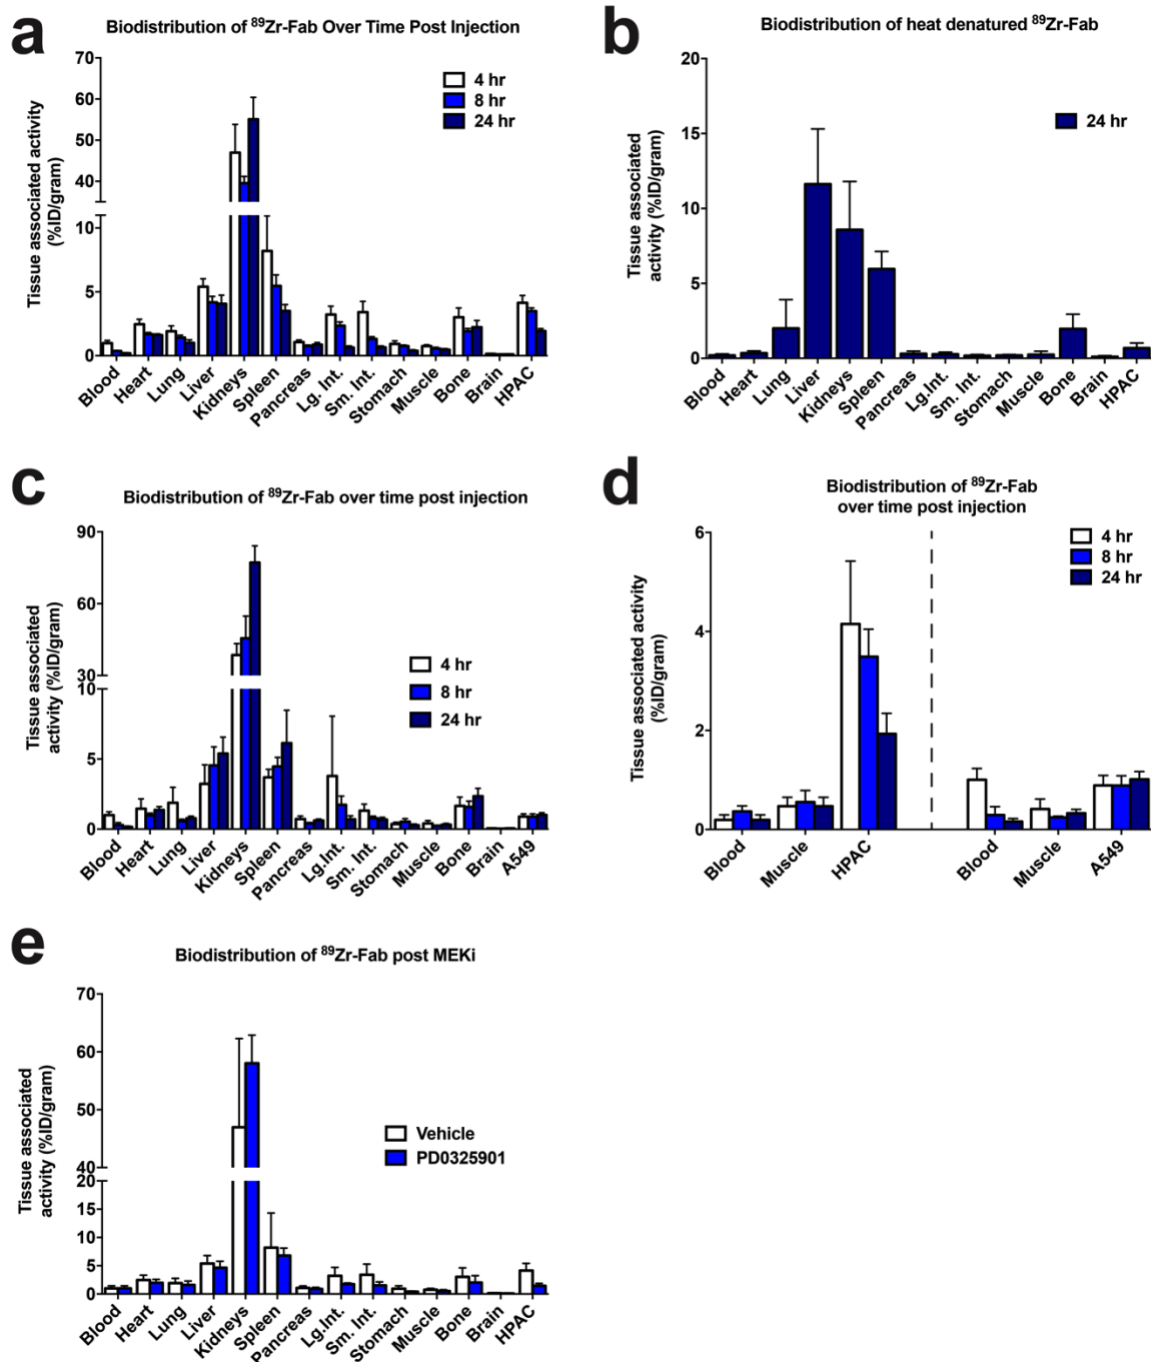 a
Biodistribution of ⁸⁹Zr-Fab Over Time Post Injection
Tissue associated activity
(%ID/gram)
70
60
50
40
10
5
0
4 hr
8 hr
24 hr
Blood
Heart
Lung
Liver
Kidneys
Spleen
Pancreas
Lg. Int.
Sm. Int.
Stomach
Muscle
Bone
Brain
HPAC
b
Biodistribution of heat denatured ⁸⁹Zr-Fab
Tissue associated
activity (%ID/gram)
20
15
10
5
0
24 hr
Blood
Heart
Lung
Liver
Kidneys
Spleen
Pancreas
Lg.Int.
Sm. Int.
Stomach
Muscle
Bone
Brain
HPAC
c
Biodistribution of ⁸⁹Zr-Fab over time post injection
Tissue associated
activity (%ID/gram)
90
60
30
10
5
0
4 hr
8 hr
24 hr
Blood
Heart
Lung
Liver
Kidneys
Spleen
Pancreas
Lg.Int.
Sm. Int.
Stomach
Muscle
Bone
Brain
A549
d
Biodistribution of ⁸⁹Zr-Fab
over time post injection
Tissue associated activity
(%ID/gram)
6
4
2
0
4 hr
8 hr
24 hr
Blood
Muscle
HPAC
Blood
Muscle
A549
e
Biodistribution of ⁸⁹Zr-Fab post MEKi
Tissue associated
activity (%ID/gram)
70
60
50
40
20
15
10
5
0
Vehicle
PD0325901
Blood
Heart
Lung
Liver
Kidneys
Spleen
Pancreas
Lg.Int.
Sm. Int.
Stomach
Muscle
Bone
Brain
HPAC